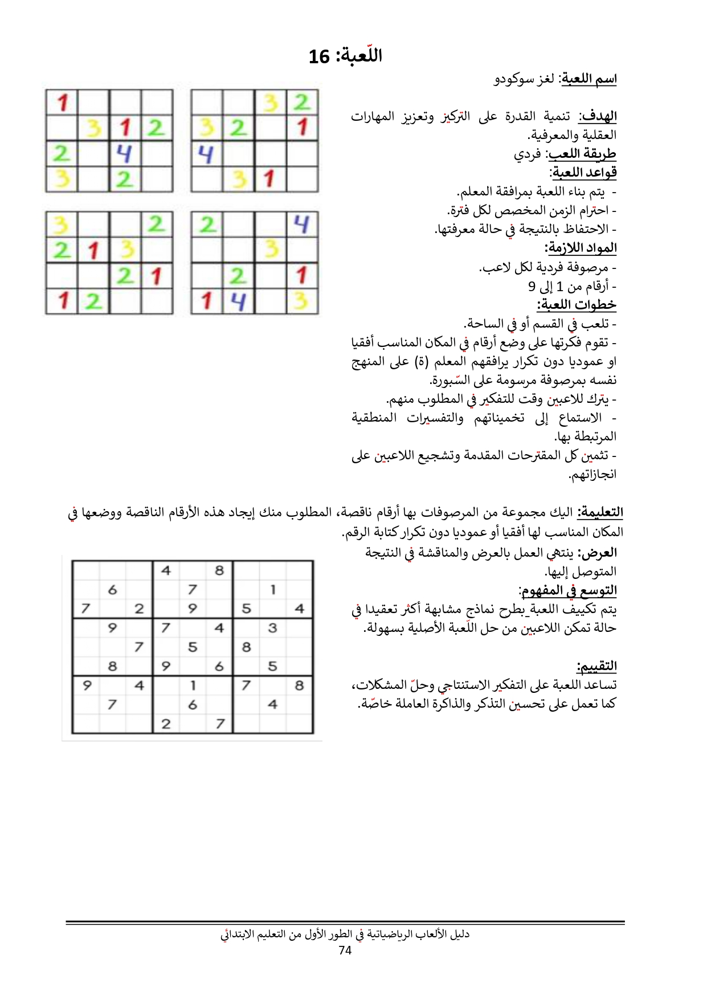 اللّعبة: 16
اسم اللعبة: لغز سوكودو
الهدف: تنمية القدرة على التركيز وتعزيز المهارات
العقلية والمعرفية.
طريقة اللعب: فردي
قواعد اللعبة:
- يتم بناء اللعبة بمرافقة المعلم.
- احترام الزمن المخصص لكل فترة.
- الاحتفاظ بالنتيجة في حالة معرفتها.
المواد اللازمة:
- مرصوفة فردية لكل لاعب.
- أرقام من 1 إلى 9
خطوات اللعبة:
- تلعب في القسم أو في الساحة.
- تقوم فكرتها على وضع أرقام في المكان المناسب أفقيا
او عموديا دون تكرار يرافقهم المعلم (ة) على المنهج
نفسه بمرصوفة مرسومة على السّبورة.
- يترك للاعبين وقت للتفكير في المطلوب منهم.
- الاستماع إلى تخميناتهم والتفسيرات المنطقية
المرتبطة بها.
- تثمين كل المقترحات المقدمة وتشجيع اللاعبين على
انجازاتهم.
1
3 1 2
2 4
3 2
3 2
3 2 1
4
3 1
3 2
2 1 3
2 1
1 2
2 4
3
2 1
1 4 3
التعليمة: اليك مجموعة من المرصوفات بها أرقام ناقصة، المطلوب منك إيجاد هذه الأرقام الناقصة ووضعها في
المكان المناسب لها أفقيا أو عموديا دون تكرار كتابة الرقم.
العرض: ينتهي العمل بالعرض والمناقشة في النتيجة
المتوصل إليها.
التوسع في المفهوم:
يتم تكييف اللعبة بطرح نماذج مشابهة أكثر تعقيدا في
حالة تمكن اللاعبين من حل اللّعبة الأصلية بسهولة.
التقييم:
تساعد اللعبة على التفكير الاستنتاجي وحلّ المشكلات،
كما تعمل على تحسين التذكر والذاكرة العاملة خاصّة.
4 8
6 7 1
7 2 9 5 4
9 7 4 3
7 5 8
8 9 6 5
9 4 1 7 8
7 6 4
2 7
دليل الألعاب الرياضياتية في الطور الأول من التعليم الابتدائي
74